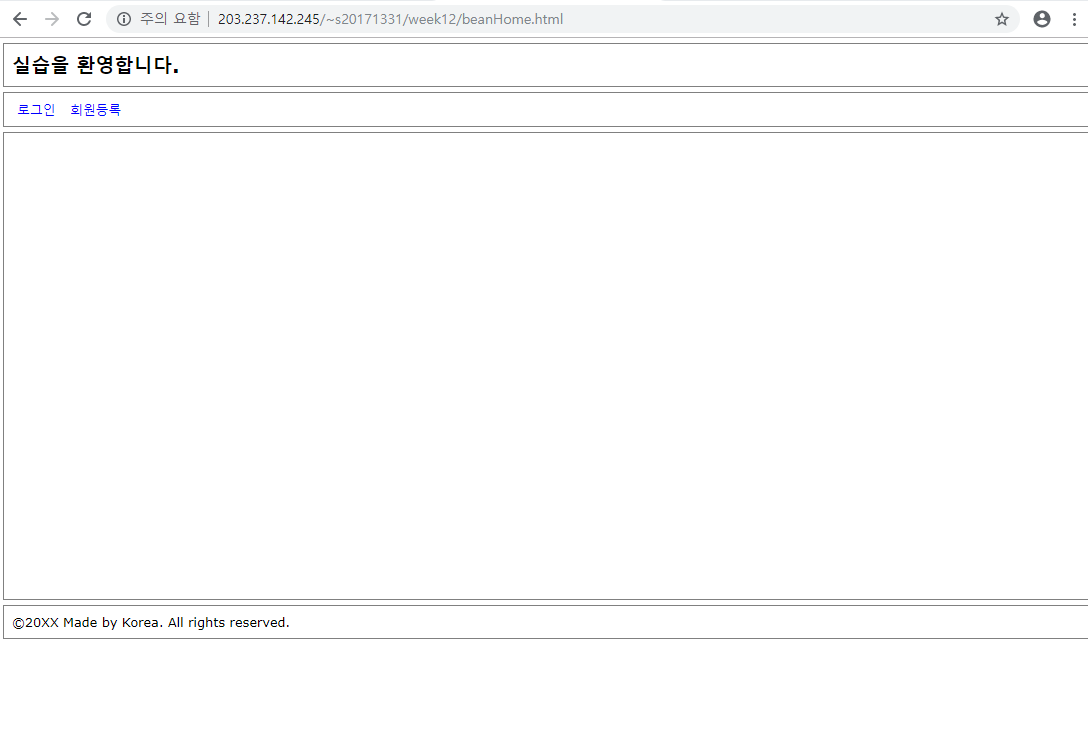 주의 요함 | 203.237.142.245/~s20171331/week12/beanHome.html
실습을 환영합니다.
로그인 회원등록
©20XX Made by Korea. All rights reserved.